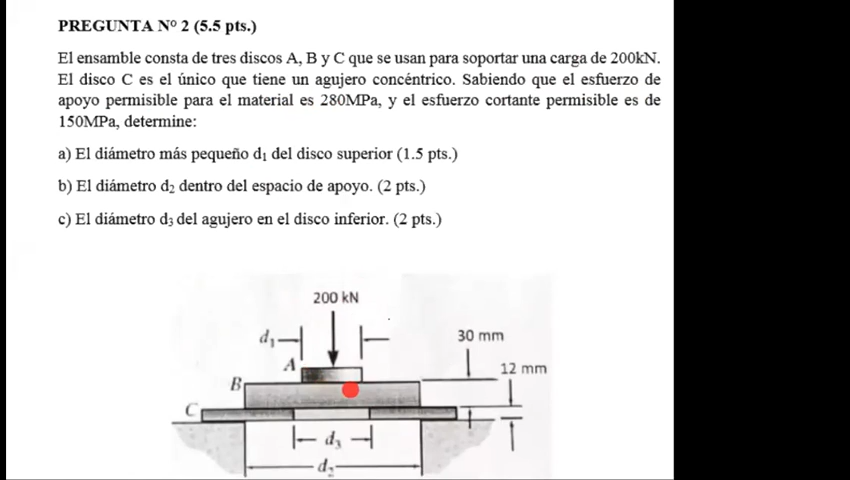 PREGUNTA Nº 2 (5.5 pts.)
El ensamble consta de tres discos A, B y C que se usan para soportar una carga de 200kN.
El disco C es el único que tiene un agujero concéntrico. Sabiendo que el esfuerzo de
apoyo permisible para el material es 280MPa, y el esfuerzo cortante permisible es de
150MPa, determine:
a) El diámetro más pequeño d₁ del disco superior (1.5 pts.)
b) El diámetro d₂ dentro del espacio de apoyo. (2 pts.)
c) El diámetro d₃ del agujero en el disco inferior. (2 pts.)
200 kN
d₁
30 mm
A
12 mm
B
C
d₃
d₂